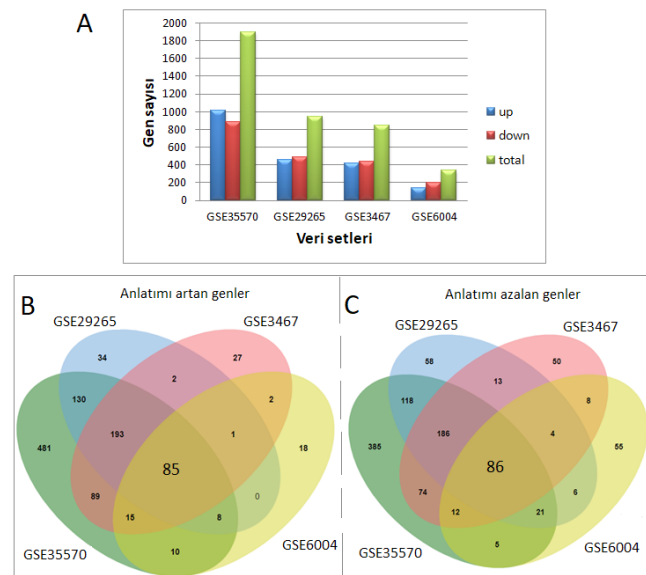 A
2000
1800
1600
1400
1200
1000
800
600
400
200
0
Gen sayısı
GSE35570
GSE29265
GSE3467
GSE6004
Veri setleri
up
down
total
B
Anlatımı artan genler
GSE29265
GSE3467
34
27
2
130
2
193
1
481
18
85
89
0
15
8
10
GSE35570
GSE6004
C
Anlatımı azalan genler
GSE29265
GSE3467
58
50
13
118
8
186
4
385
55
86
74
6
12
21
5
GSE35570
GSE6004